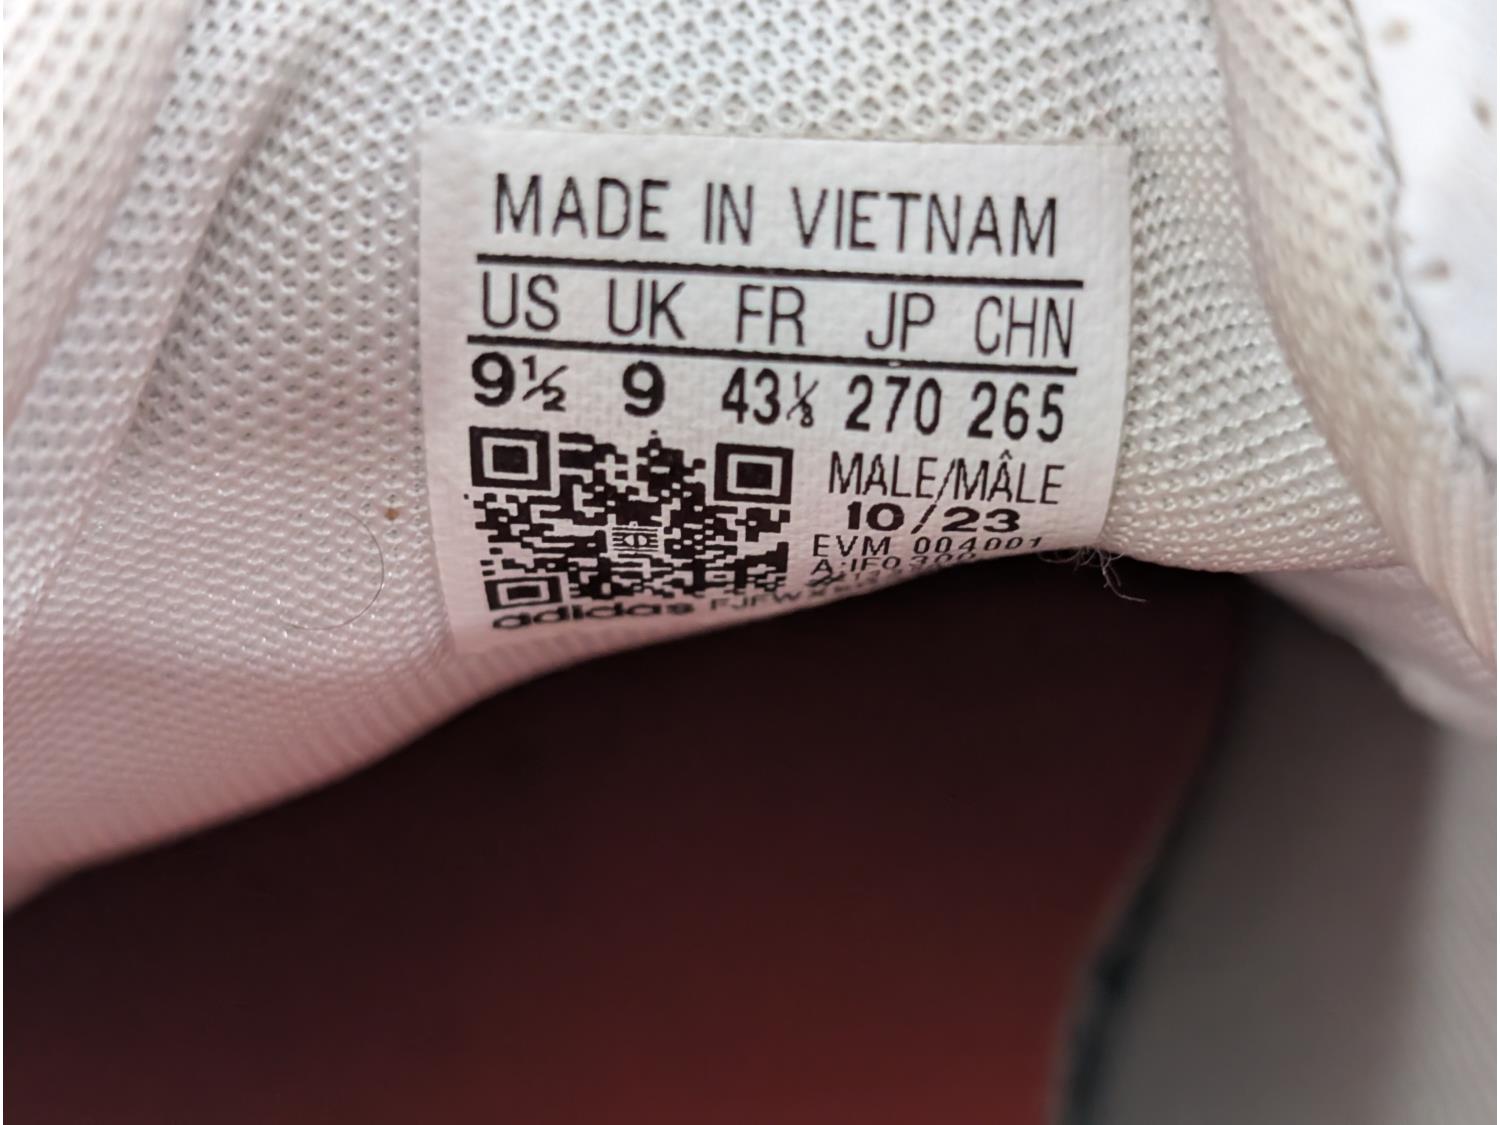 MADE IN VIETNAM
US UK FR JP CHN
9½ 9 43⅓ 270 265
MALE/MÂLE
10/23
EVM 004001
adidas